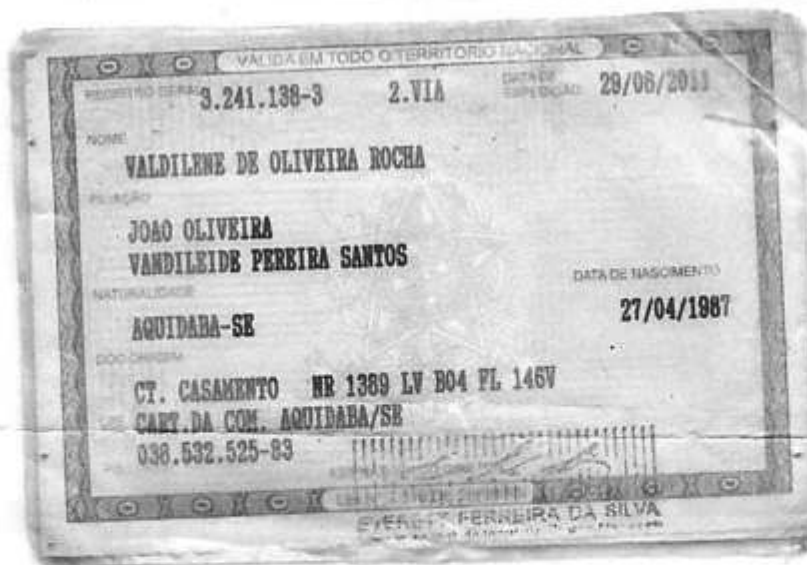 VÁLIDA EM TODO O TERRITÓRIO NACIONAL
REGISTRO GERAL 3.241.138-3 2.VIA DATA DE EXPEDIÇÃO 29/08/2011
NOME
VALDILENE DE OLIVEIRA ROCHA
FILIAÇÃO
JOAO OLIVEIRA
VANDILEIDE PEREIRA SANTOS
NATURALIDADE DATA DE NASCIMENTO
AQUIDABA-SE 27/04/1987
DOC ORIGEM
CT. CASAMENTO NR 1389 LV B04 FL 146V
CART.DA COM. AQUIDABA/SE
038.532.525-83
FERREIRA DA SILVA